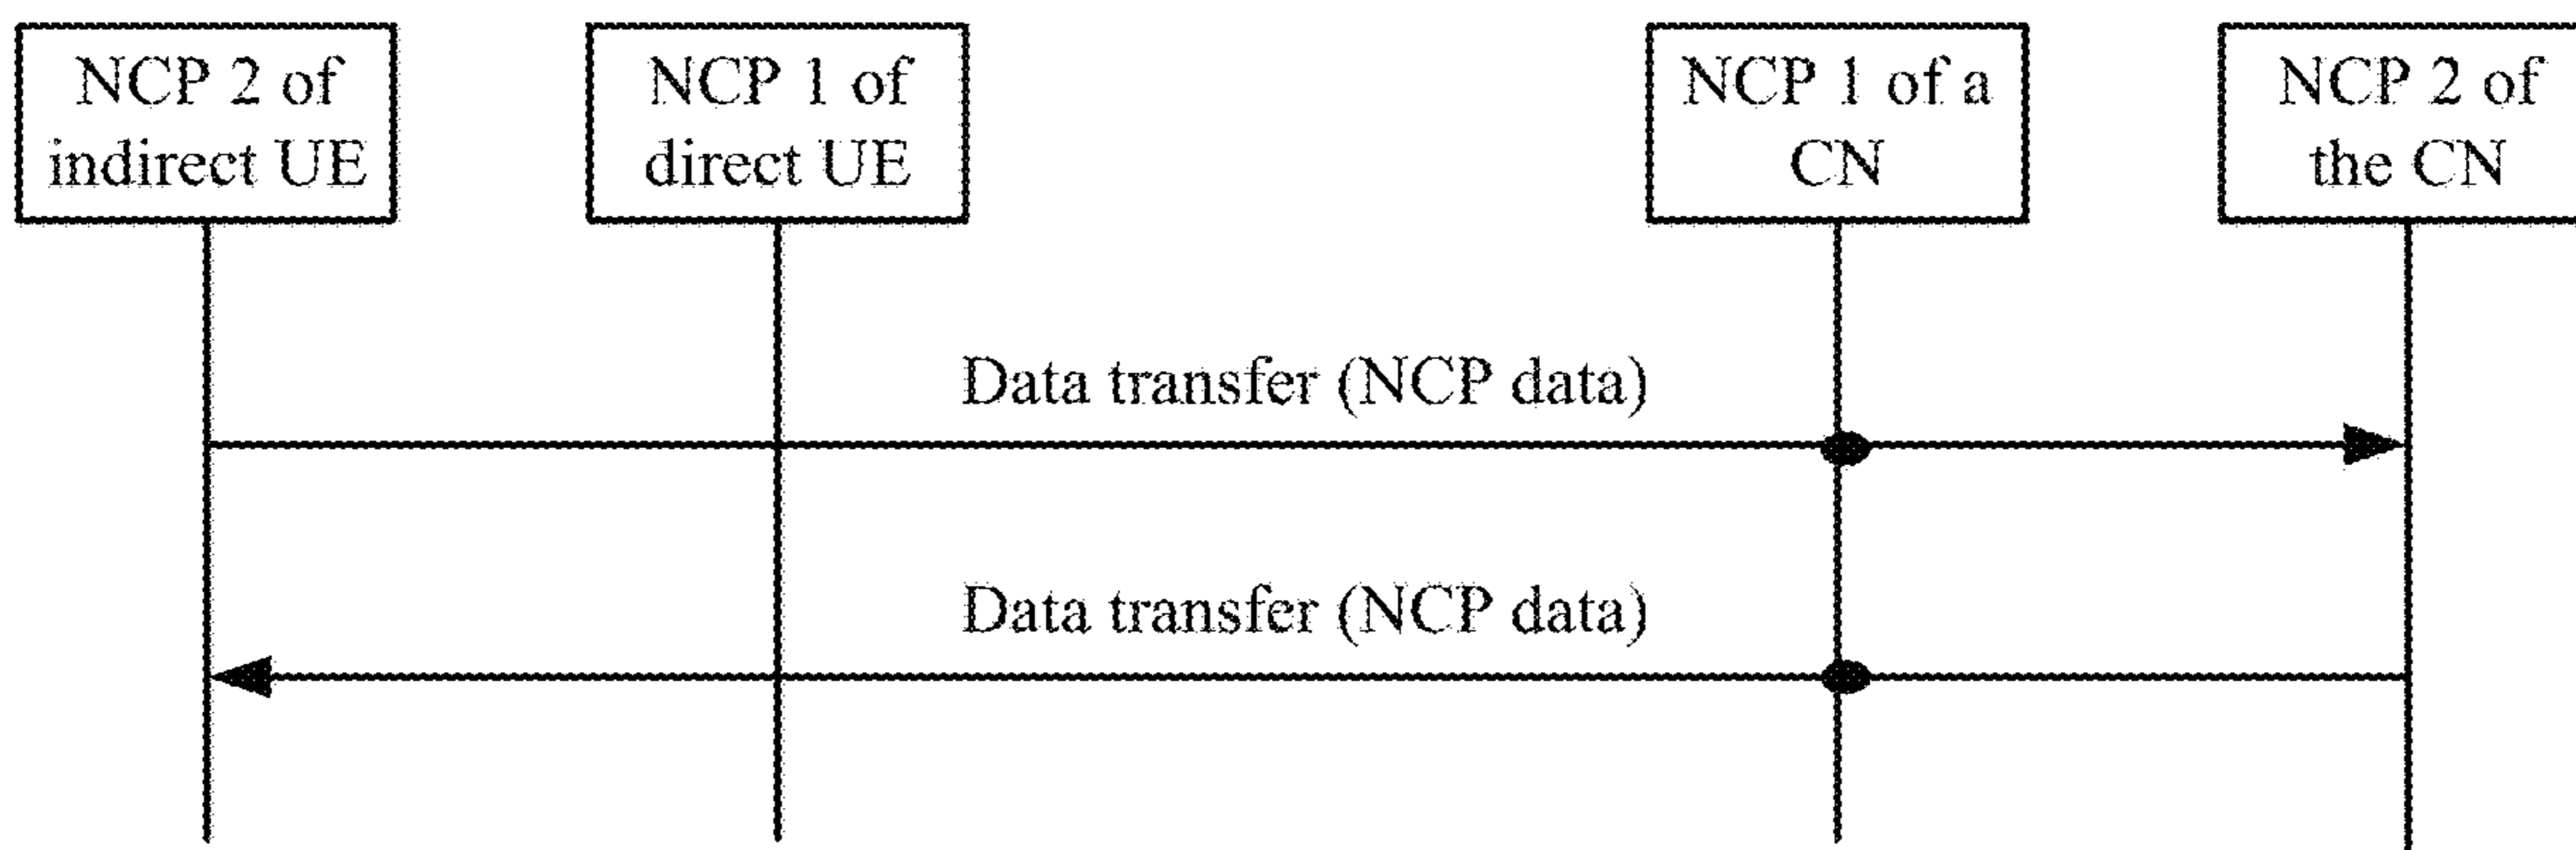 NCP 2 of
indirect UE
NCP 1 of
direct UE
NCP 1 of a
CN
NCP 2 of
the CN
Data transfer (NCP data)
Data transfer (NCP data)